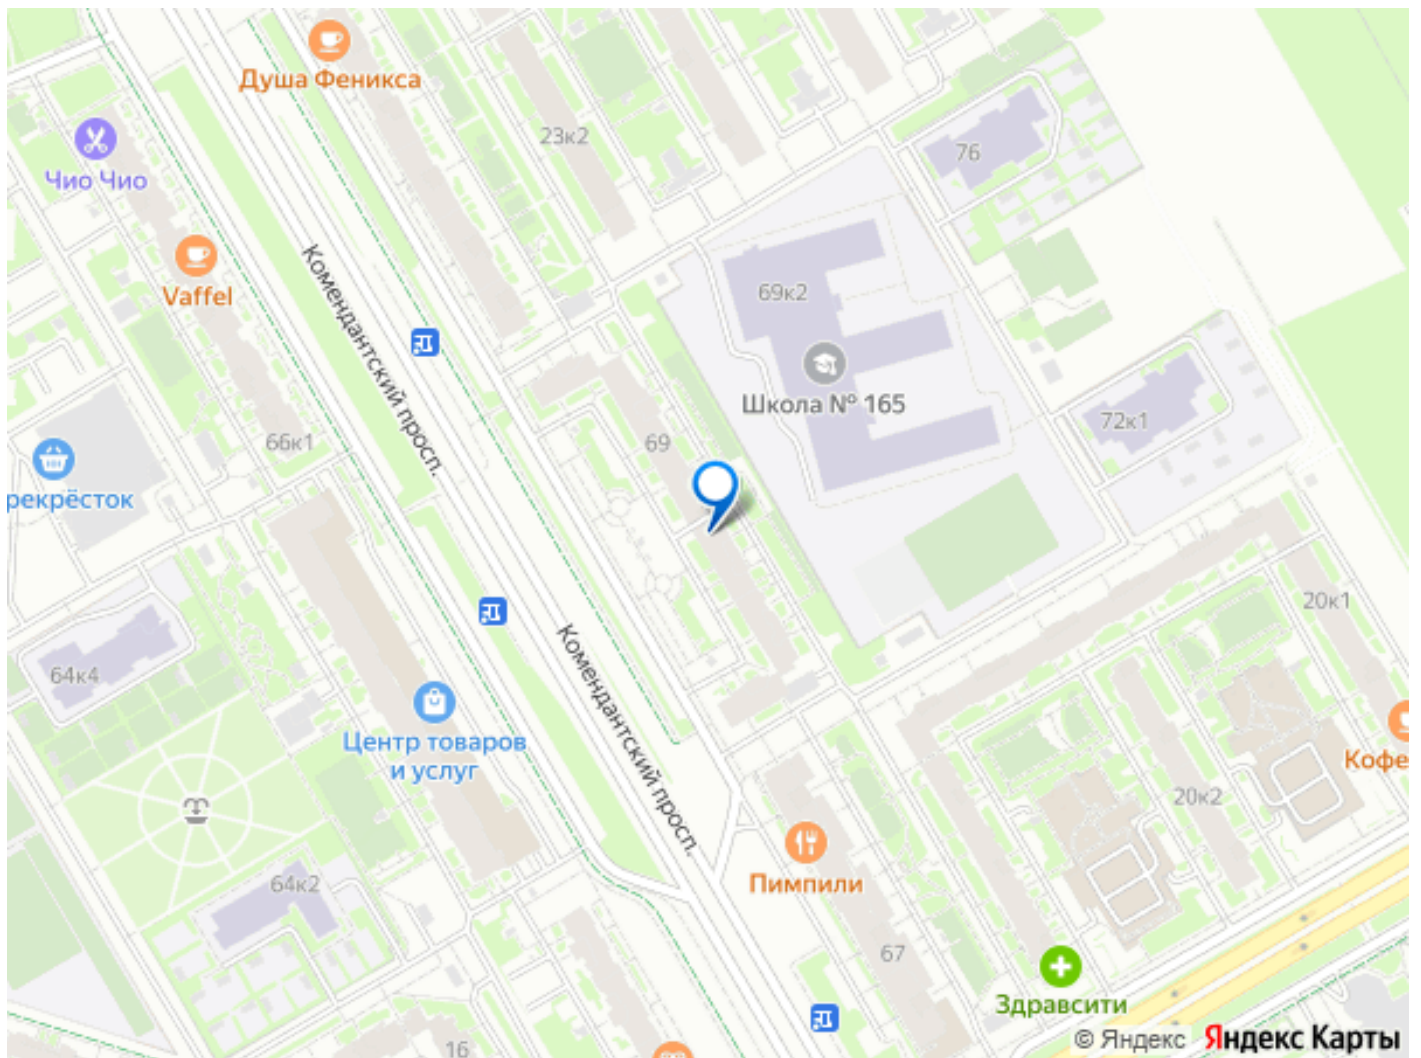 Душа Феникса
23к2
76
Чио Чио
Vaffel
Комендантский просп.
69к2
Школа № 165
72к1
66к1
69
рекрёсток
20к1
64к4
Комендантский просп.
Центр товаров
и услуг
Кофе
20к2
Пимпили
64к2
67
Здравсити
16
© Яндекс Яндекс Карты